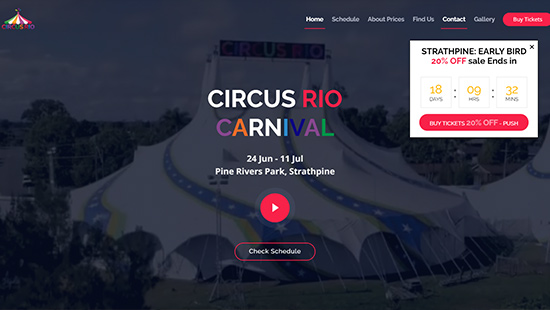 CIRCUS RIO
Home Schedule About Prices Find Us Contact Gallery Buy Tickets
STRATHPINE: EARLY BIRD
20% OFF sale Ends in
18 : 09 : 32
DAYS HRS MINS
BUY TICKETS 20% OFF - PUSH
CIRCUS RIO
CIRCUS RIO
CARNIVAL
24 Jun - 11 Jul
Pine Rivers Park, Strathpine
Check Schedule